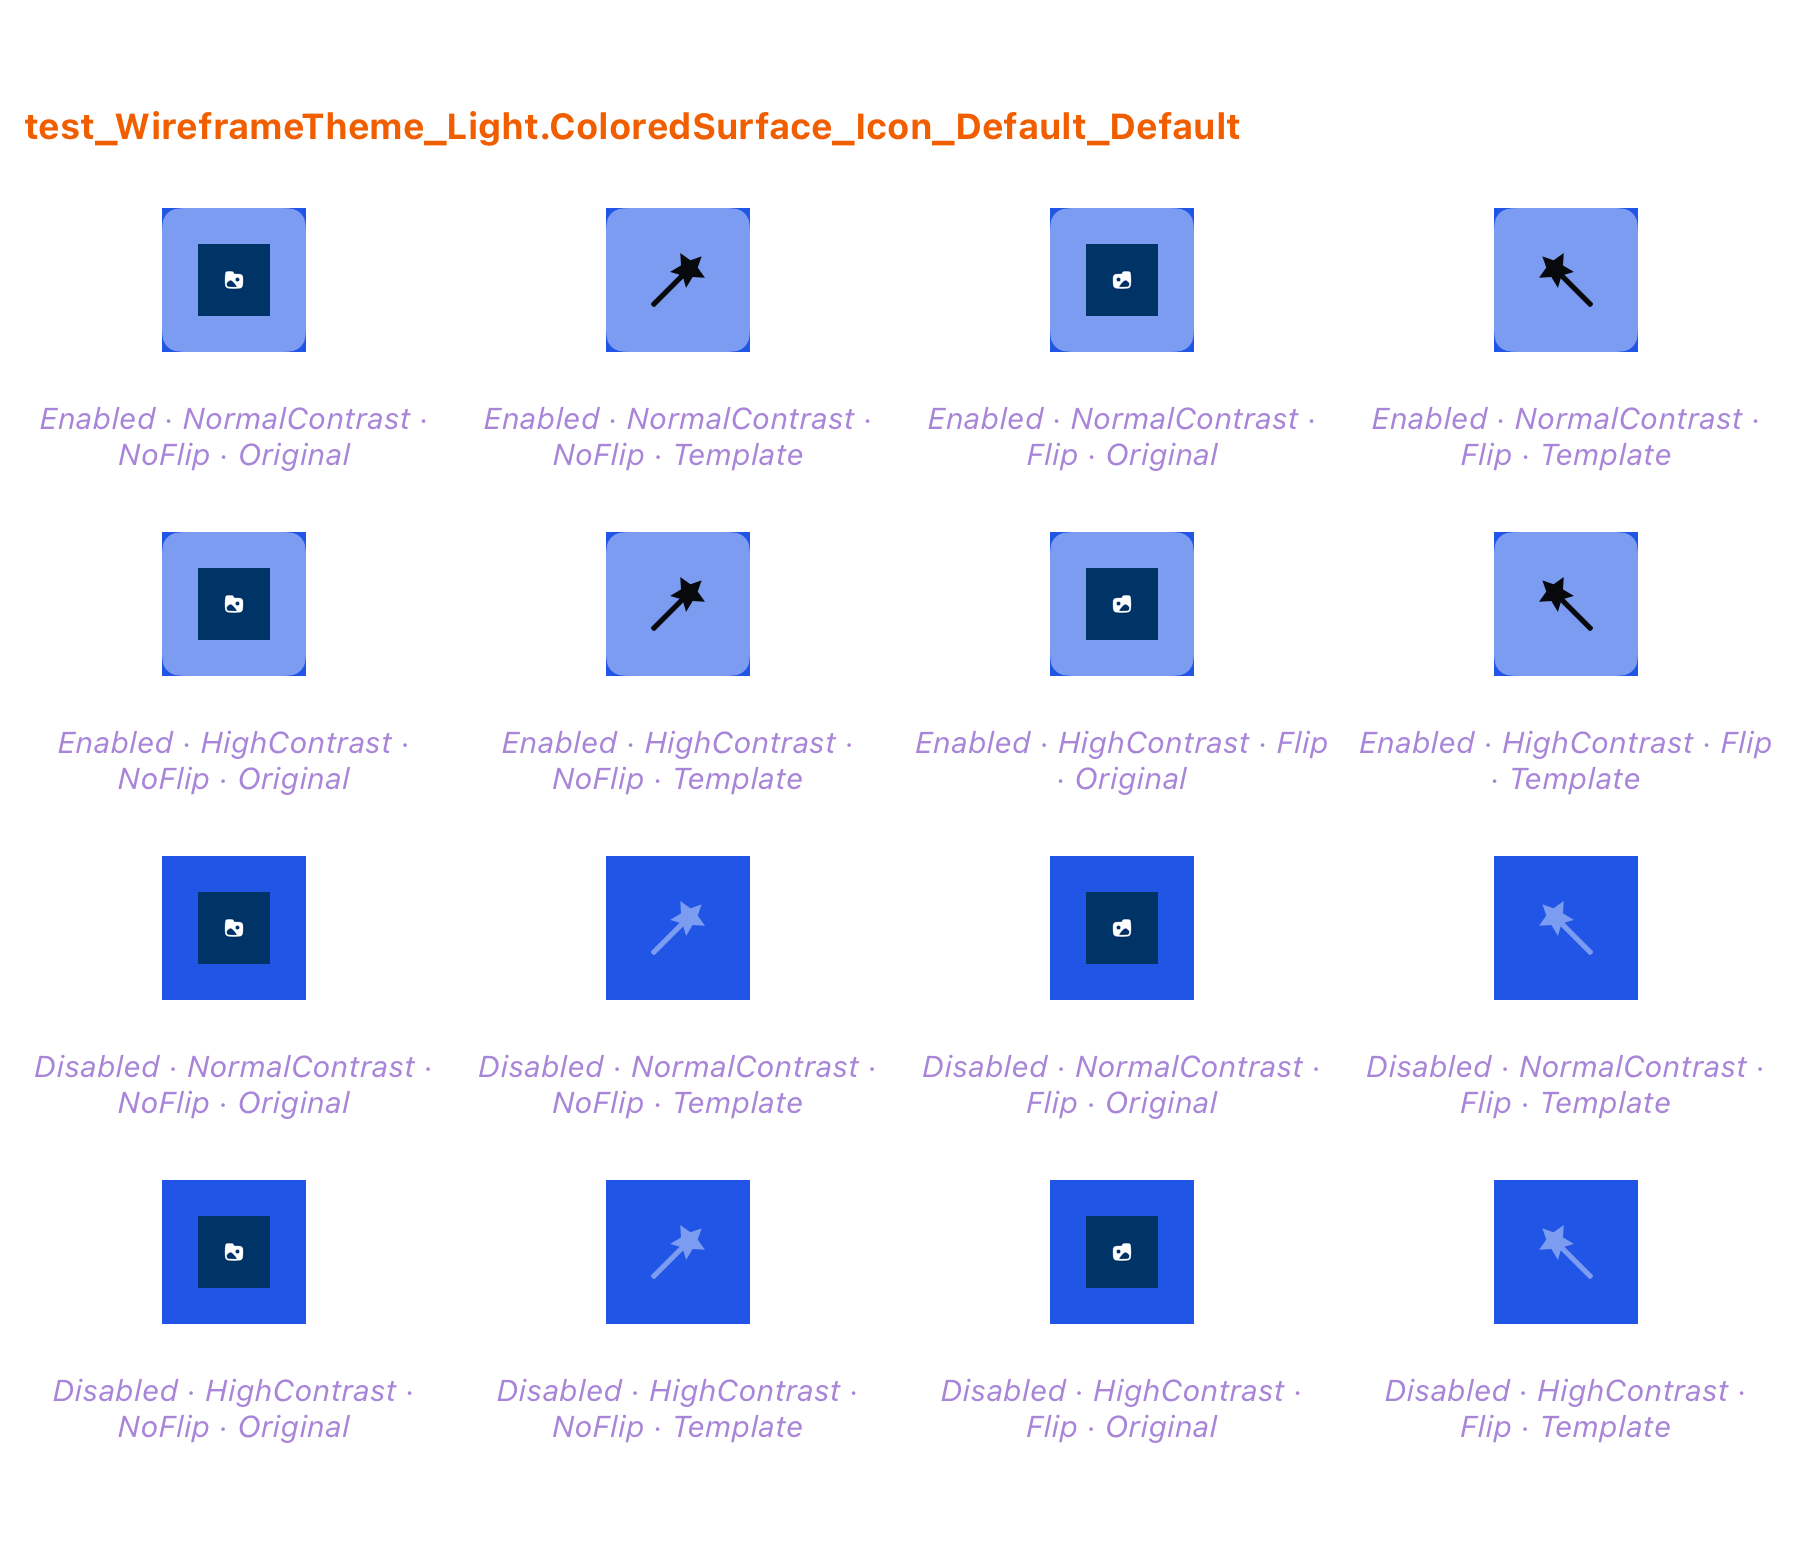 test_WireframeTheme_Light.ColoredSurface_Icon_Default_Default
Enabled · NormalContrast ·
NoFlip · Original
Enabled · NormalContrast ·
NoFlip · Template
Enabled · NormalContrast ·
Flip · Original
Enabled · NormalContrast ·
Flip · Template
Enabled · HighContrast ·
NoFlip · Original
Enabled · HighContrast ·
NoFlip · Template
Enabled · HighContrast · Flip
· Original
Enabled · HighContrast · Flip
· Template
Disabled · NormalContrast ·
NoFlip · Original
Disabled · NormalContrast ·
NoFlip · Template
Disabled · NormalContrast ·
Flip · Original
Disabled · NormalContrast ·
Flip · Template
Disabled · HighContrast ·
NoFlip · Original
Disabled · HighContrast ·
NoFlip · Template
Disabled · HighContrast ·
Flip · Original
Disabled · HighContrast ·
Flip · Template